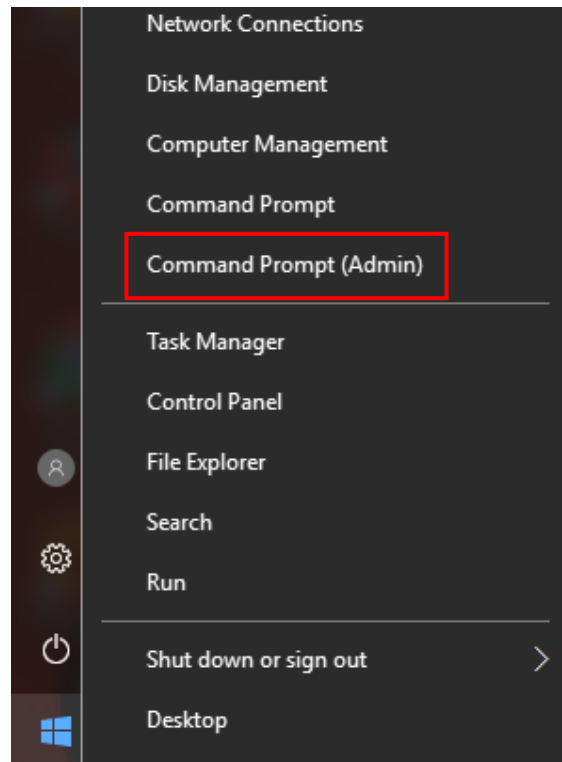 Network Connections
Disk Management
Computer Management
Command Prompt
Command Prompt (Admin)
Task Manager
Control Panel
File Explorer
Search
Run
Shut down or sign out
Desktop